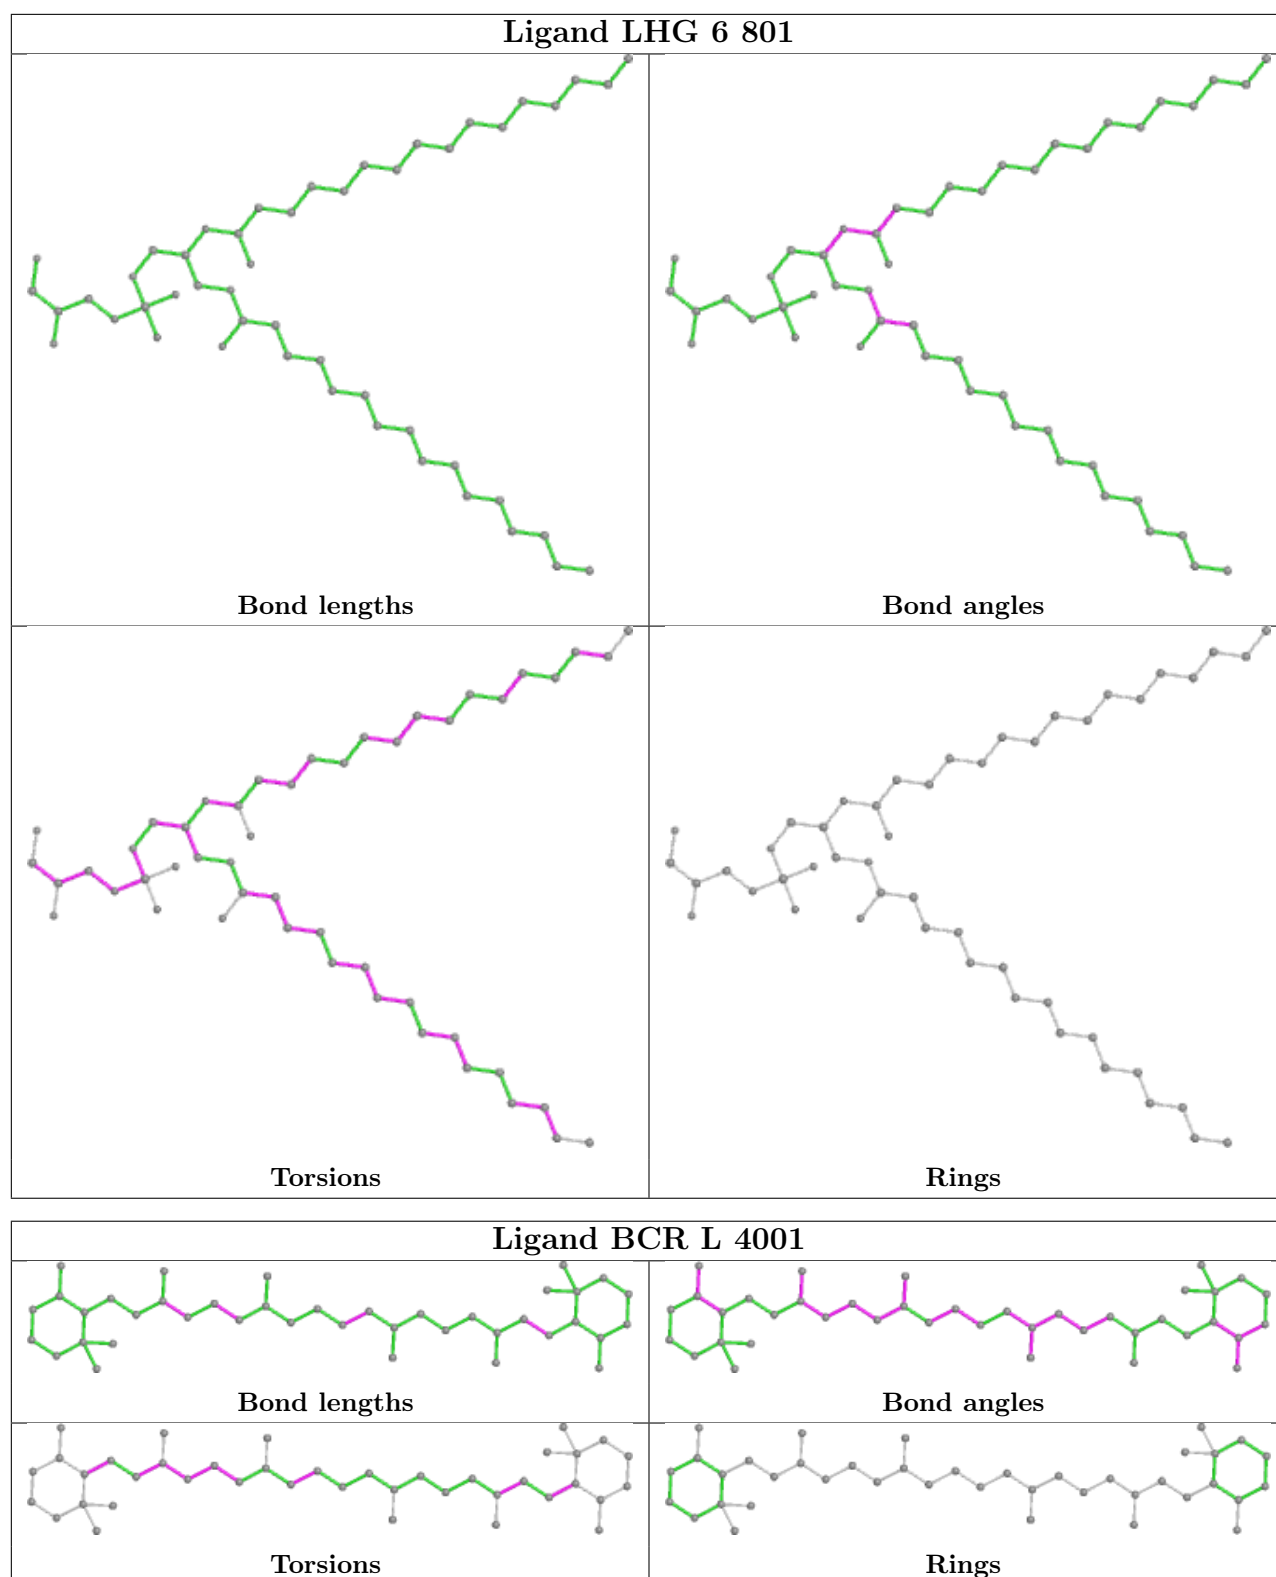 Ligand LHG 6 801
Bond lengths
Bond angles
Torsions
Rings
Ligand BCR L 4001
Bond lengths
Bond angles
Torsions
Rings